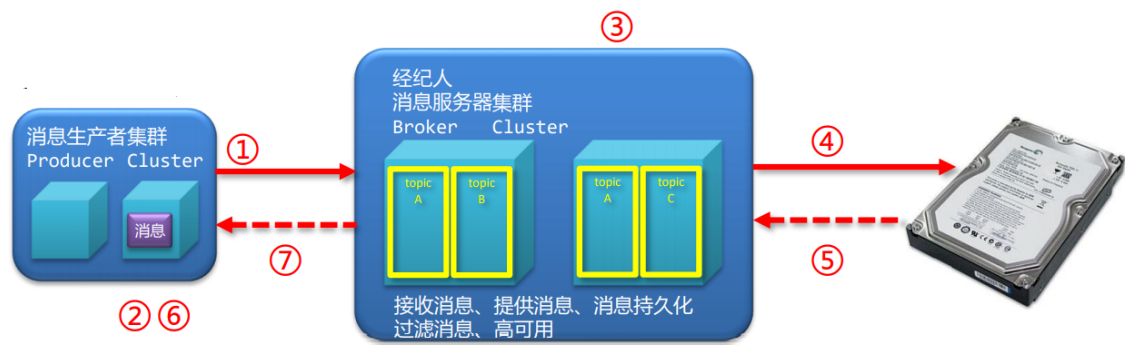 ③
经纪人
消息服务器集群
Broker Cluster
消息生产者集群
Producer Cluster
①
④
topic
A
topic
B
topic
A
topic
C
消息
⑦
⑤
接收消息、提供消息、消息持久化
过滤消息、高可用
② ⑥